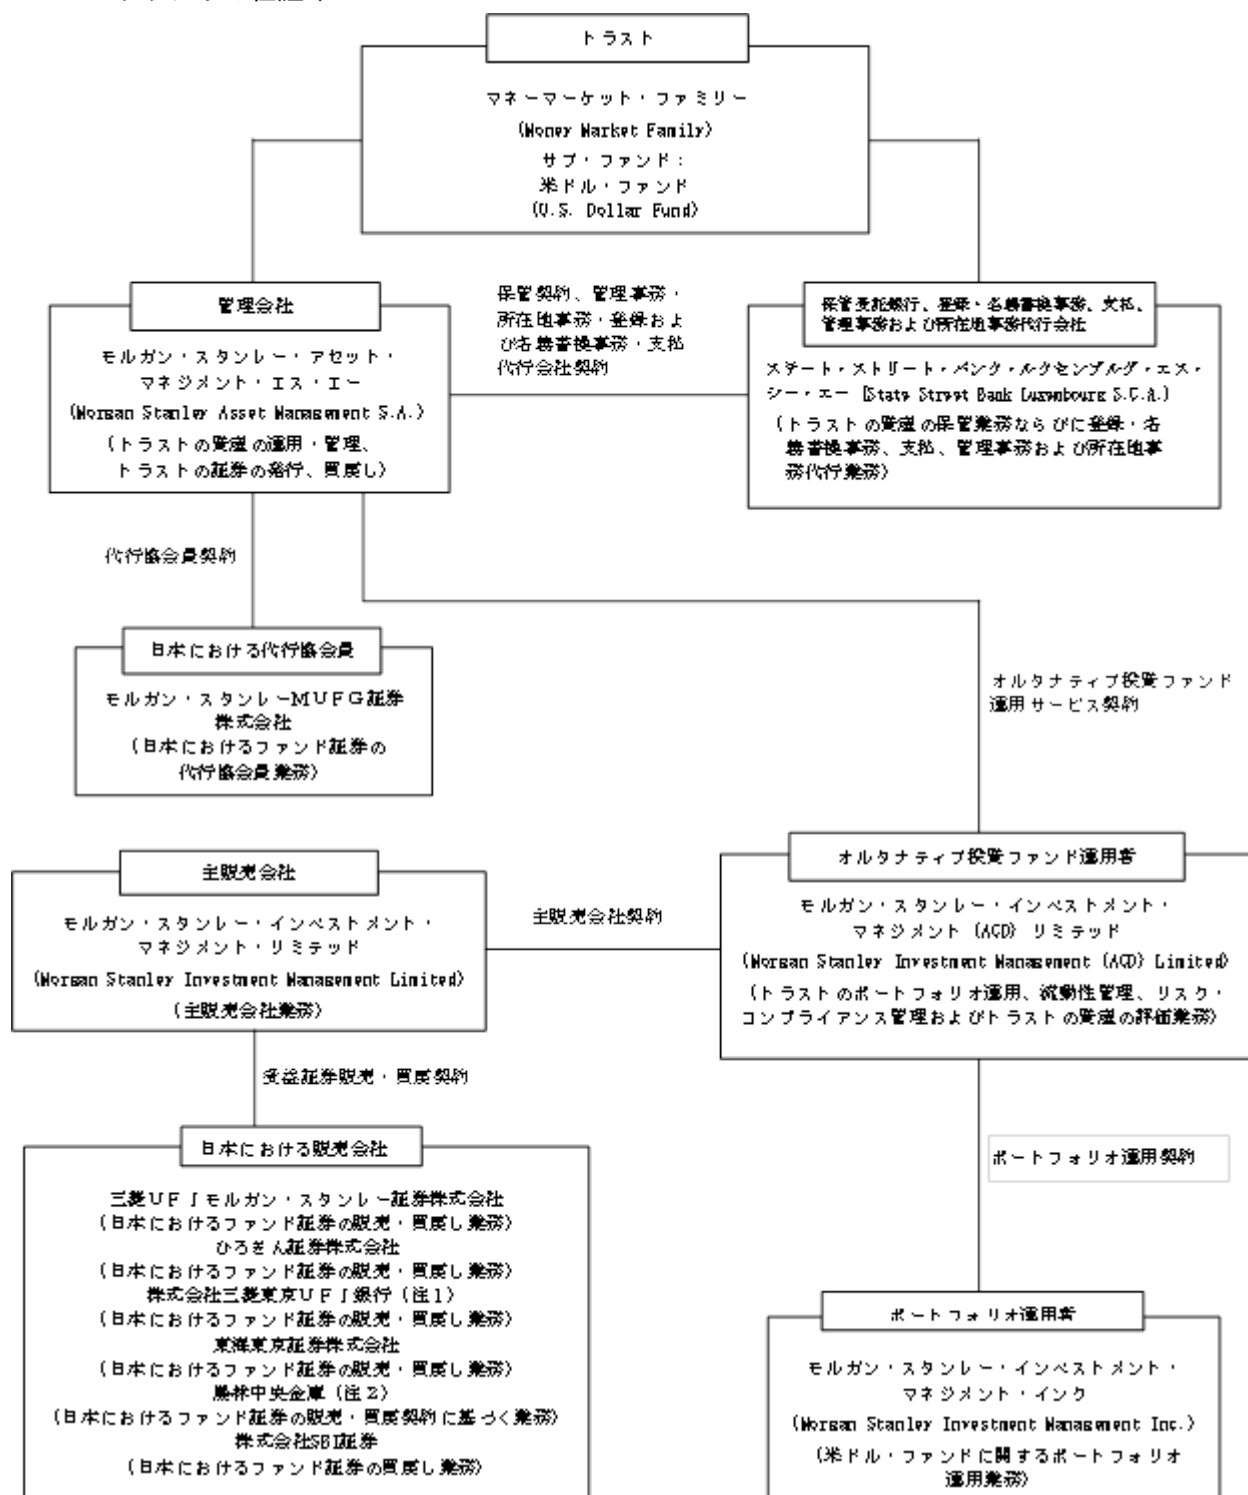 トラスト
マネーマーケット・ファミリー
(Money Market Family)
サブ・ファンド：
米ドル・ファンド
(U.S. Dollar Fund)
管理会社
モルガン・スタンレー・アセット・
マネジメント・エス・エー
(Morgan Stanley Asset Management S.A.)
（トラストの資産の運用・管理、
トラストの証券の発行、買戻し）
保管契約、管理事務・
所在地事務・登録およ
び名義書換事務・支払
代行会社契約
保管受託銀行、登録・名義書換事務、支払、
管理事務および所在地事務代行会社
ステート・ストリート・バンク・ルクセンブルグ・エス・
シー・エー (State Street Bank Luxembourg S.C.A.)
（トラストの資産の保管業務ならびに登録・名
義書換事務、支払、管理事務および所在地事
務代行業務）
代行協会員契約
日本における代行協会員
モルガン・スタンレーＭＵＦＧ証券
株式会社
（日本におけるファンド証券の
代行協会員業務）
オルタナティブ投資ファンド
運用サービス契約
主販売会社
モルガン・スタンレー・インベストメント・
マネジメント・リミテッド
(Morgan Stanley Investment Management Limited)
（主販売会社業務）
主販売会社契約
オルタナティブ投資ファンド運用者
モルガン・スタンレー・インベストメント・
マネジメント (ACD) リミテッド
(Morgan Stanley Investment Management (ACD) Limited)
（トラストのポートフォリオ運用、流動性管理、リスク・
コンプライアンス管理およびトラストの資産の評価業務）
受益証券販売・買戻契約
日本における販売会社
三菱ＵＦＪモルガン・スタンレー証券株式会社
（日本におけるファンド証券の販売・買戻し業務）
ひろぎん証券株式会社
（日本におけるファンド証券の販売・買戻し業務）
株式会社三菱東京ＵＦＪ銀行（注１）
（日本におけるファンド証券の販売・買戻し業務）
東海東京証券株式会社
（日本におけるファンド証券の販売・買戻し業務）
農林中央金庫（注２）
（日本におけるファンド証券の販売・買戻契約に基づく業務）
株式会社SBI証券
（日本におけるファンド証券の買戻し業務）
ポートフォリオ運用契約
ポートフォリオ運用者
モルガン・スタンレー・インベストメント・
マネジメント・インク
(Morgan Stanley Investment Management Inc.)
（米ドル・ファンドに関するポートフォリオ
運用業務）